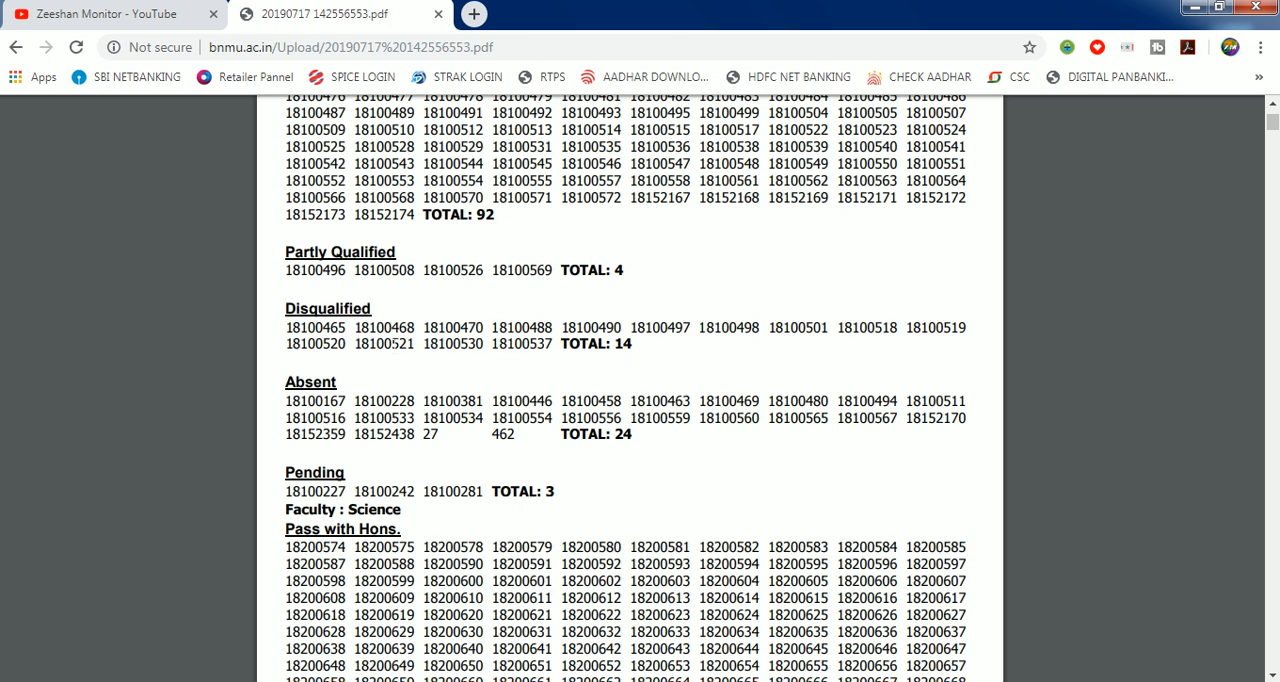 Zeeshan Monitor - YouTube
20190717 142556553.pdf
Not secure | bnmu.ac.in/Upload/20190717%20142556553.pdf
Apps SBI NETBANKING Retailer Pannel SPICE LOGIN STRAK LOGIN RTPS AADHAR DOWNLO... HDFC NET BANKING CHECK AADHAR CSC DIGITAL PANBANKI... »
18100476 18100477 18100478 18100479 18100481 18100482 18100483 18100484 18100485 18100486
18100487 18100489 18100491 18100492 18100493 18100495 18100499 18100504 18100505 18100507
18100509 18100510 18100512 18100513 18100514 18100515 18100517 18100522 18100523 18100524
18100525 18100528 18100529 18100531 18100535 18100536 18100538 18100539 18100540 18100541
18100542 18100543 18100544 18100545 18100546 18100547 18100548 18100549 18100550 18100551
18100552 18100553 18100554 18100555 18100557 18100558 18100561 18100562 18100563 18100564
18100566 18100568 18100570 18100571 18100572 18152167 18152168 18152169 18152171 18152172
18152173 18152174 TOTAL: 92
Partly Qualified
18100496 18100508 18100526 18100569 TOTAL: 4
Disqualified
18100465 18100468 18100470 18100488 18100490 18100497 18100498 18100501 18100518 18100519
18100520 18100521 18100530 18100537 TOTAL: 14
Absent
18100167 18100228 18100381 18100446 18100458 18100463 18100469 18100480 18100494 18100511
18100516 18100533 18100534 18100554 18100556 18100559 18100560 18100565 18100567 18152170
18152359 18152438 27 462 TOTAL: 24
Pending
18100227 18100242 18100281 TOTAL: 3
Faculty : Science
Pass with Hons.
18200574 18200575 18200578 18200579 18200580 18200581 18200582 18200583 18200584 18200585
18200587 18200588 18200590 18200591 18200592 18200593 18200594 18200595 18200596 18200597
18200598 18200599 18200600 18200601 18200602 18200603 18200604 18200605 18200606 18200607
18200608 18200609 18200610 18200611 18200612 18200613 18200614 18200615 18200616 18200617
18200618 18200619 18200620 18200621 18200622 18200623 18200624 18200625 18200626 18200627
18200628 18200629 18200630 18200631 18200632 18200633 18200634 18200635 18200636 18200637
18200638 18200639 18200640 18200641 18200642 18200643 18200644 18200645 18200646 18200647
18200648 18200649 18200650 18200651 18200652 18200653 18200654 18200655 18200656 18200657